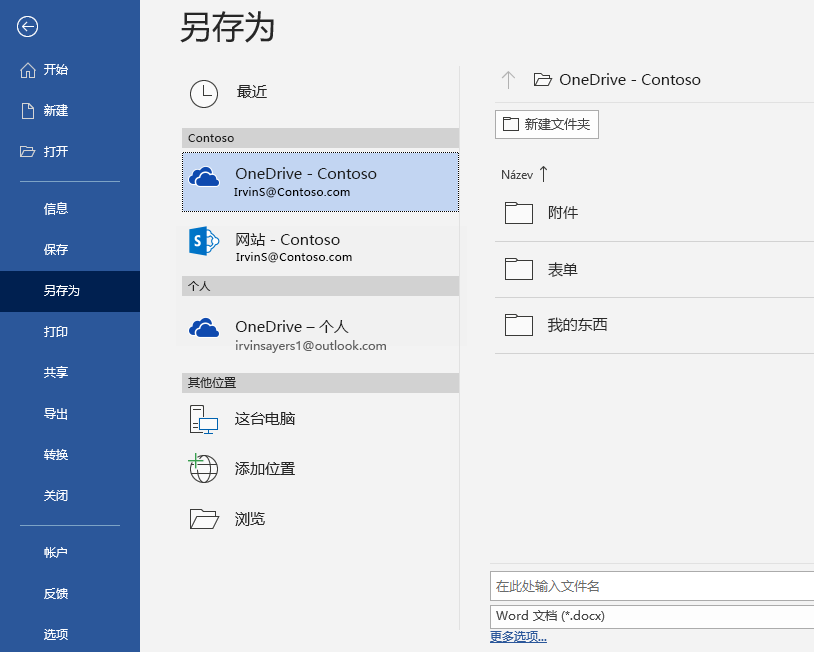 开始
新建
打开
信息
保存
另存为
打印
共享
导出
转换
关闭
帐户
反馈
选项
另存为
最近
Contoso
OneDrive - Contoso
IrvinS@Contoso.com
S
网站 - Contoso
IrvinS@Contoso.com
个人
OneDrive – 个人
irvinsayers1@outlook.com
其他位置
这台电脑
添加位置
浏览
OneDrive - Contoso
新建文件夹
Název
附件
表单
我的东西
在此处输入文件名
Word 文档 (*.docx)
更多选项...